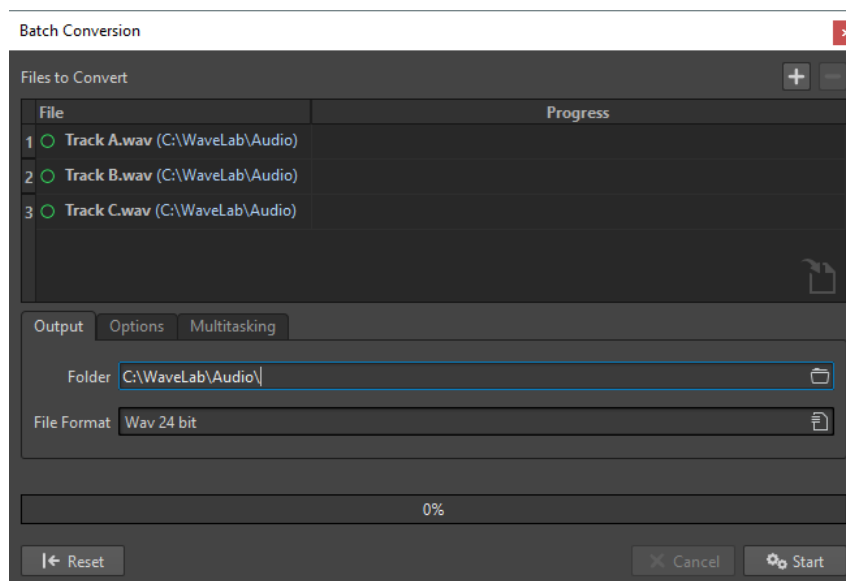 Batch Conversion
Files to Convert
File Progress
1 Track A.wav (C:\WaveLab\Audio)
2 Track B.wav (C:\WaveLab\Audio)
3 Track C.wav (C:\WaveLab\Audio)
Output Options Multitasking
Folder C:\WaveLab\Audio\
File Format Wav 24 bit
0%
Reset Cancel Start